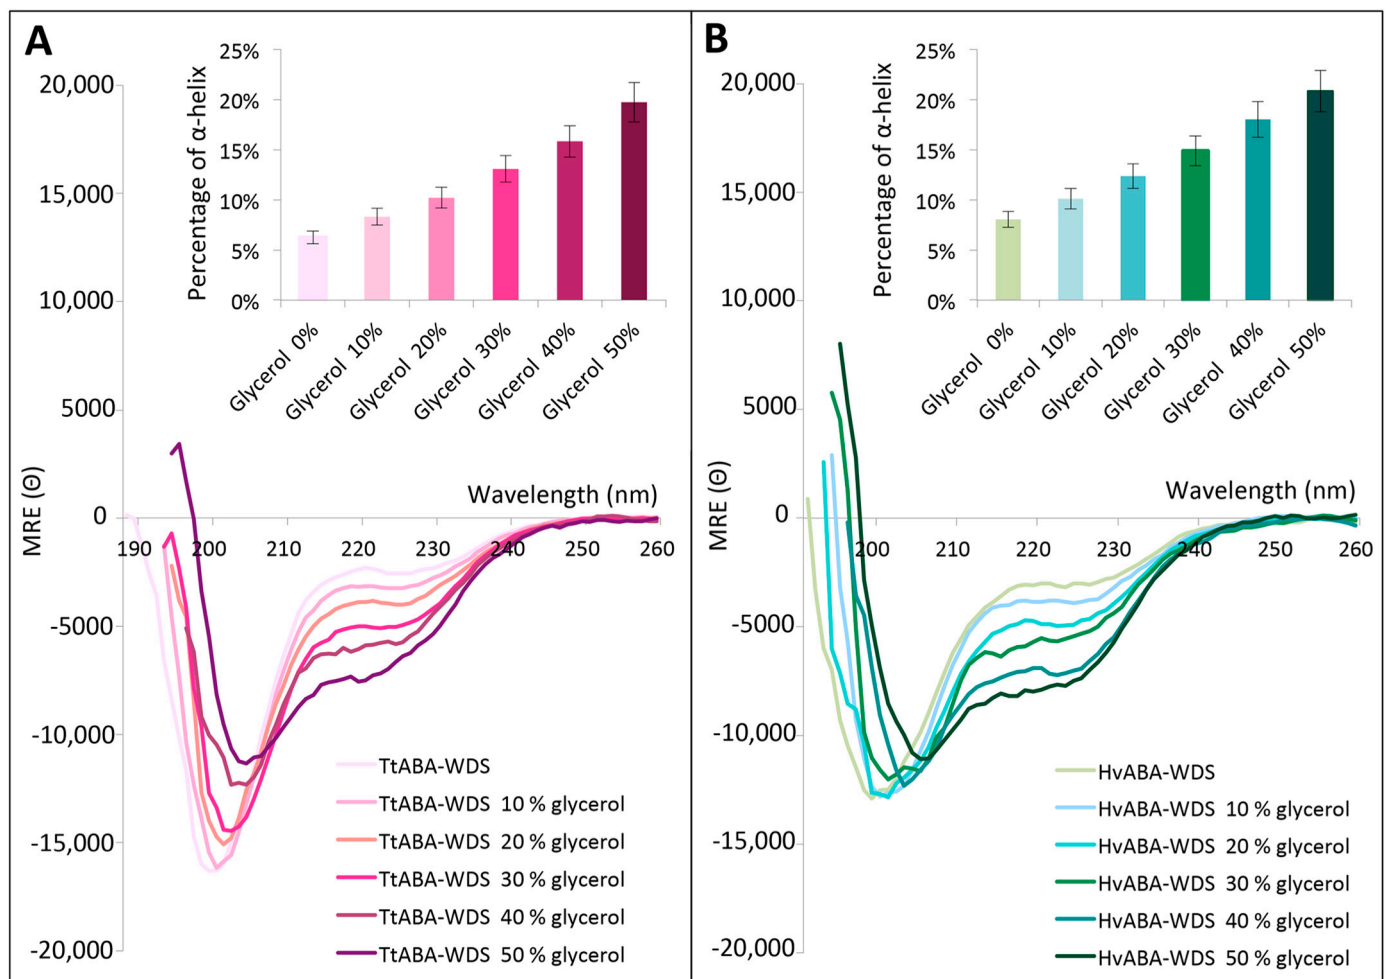 A
Percentage of α-helix
25%
20%
15%
10%
5%
0%
Glycerol 0%
Glycerol 10%
Glycerol 20%
Glycerol 30%
Glycerol 40%
Glycerol 50%
20,000
15,000
10,000
5000
0
-5000
-10,000
-15,000
-20,000
MRE (Θ)
Wavelength (nm)
190 200 210 220 230 240 250 260
TtABA-WDS
TtABA-WDS 10 % glycerol
TtABA-WDS 20 % glycerol
TtABA-WDS 30 % glycerol
TtABA-WDS 40 % glycerol
TtABA-WDS 50 % glycerol
B
Percentage of α-helix
25%
20%
15%
10%
5%
0%
Glycerol 0%
Glycerol 10%
Glycerol 20%
Glycerol 30%
Glycerol 40%
Glycerol 50%
20,000
15,000
10,000
5000
0
-5000
-10,000
-15,000
-20,000
MRE (Θ)
Wavelength (nm)
200 210 220 230 240 250 260
HvABA-WDS
HvABA-WDS 10 % glycerol
HvABA-WDS 20 % glycerol
HvABA-WDS 30 % glycerol
HvABA-WDS 40 % glycerol
HvABA-WDS 50 % glycerol